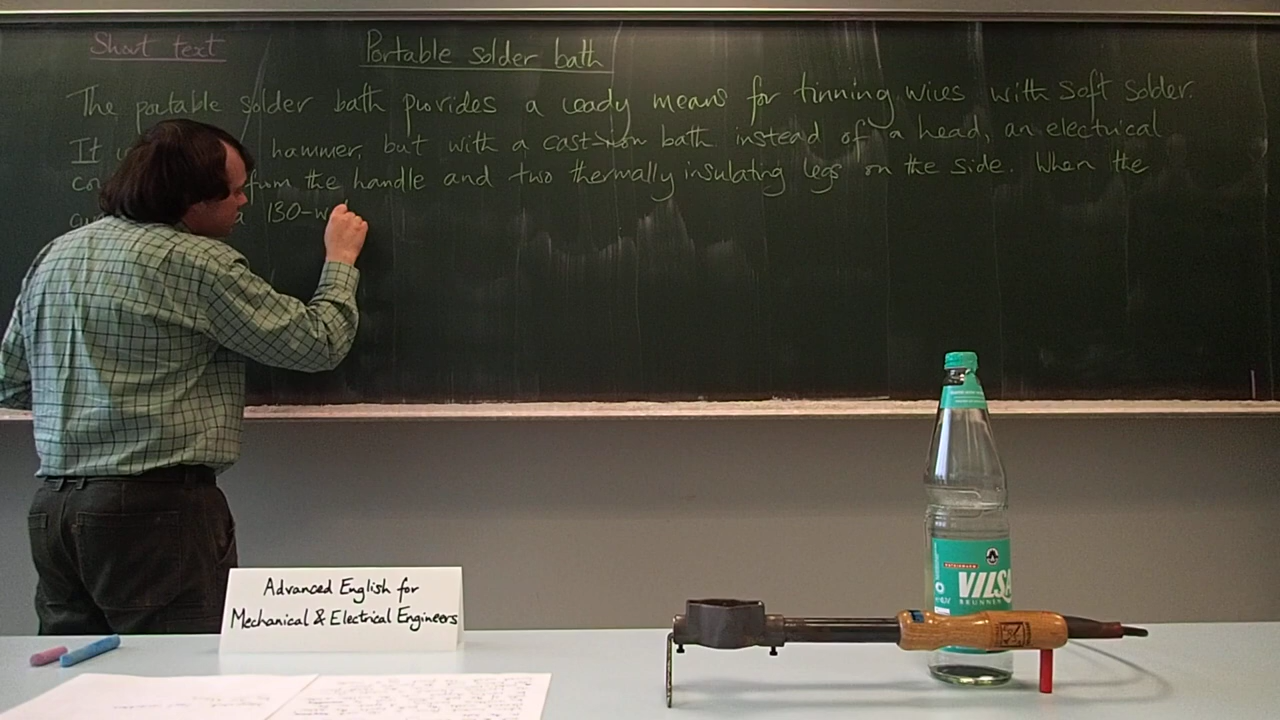 Short text
Portable solder bath
The portable solder bath provides a ready means for tinning wires with soft solder.
It hammer, but with a cast-iron bath instead of a head, an electrical
from the handle and two thermally insulating legs on the side. When the
a 130-w
Advanced English for
Mechanical & Electrical Engineers
VILSA
BRUNNEN